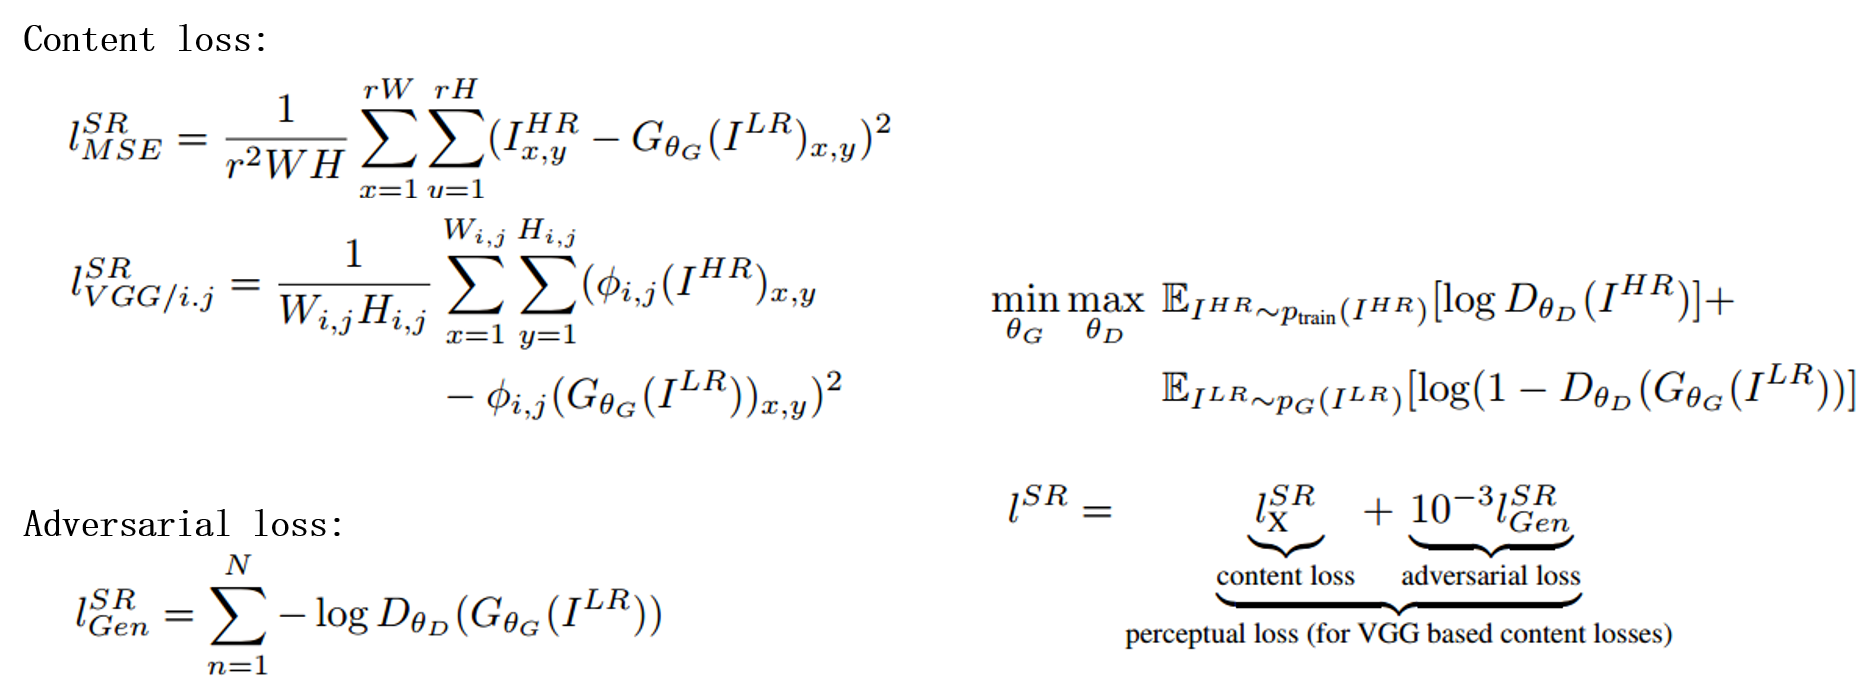 Content loss:
l^{SR}_{MSE} = \frac{1}{r^2WH} \sum_{x=1}^{rW} \sum_{y=1}^{rH} (I^{HR}_{x,y} - G_{\theta_G}(I^{LR})_{x,y})^2
l^{SR}_{VGG/i.j} = \frac{1}{W_{i,j}H_{i,j}} \sum_{x=1}^{W_{i,j}} \sum_{y=1}^{H_{i,j}} (\phi_{i,j}(I^{HR})_{x,y}
- \phi_{i,j}(G_{\theta_G}(I^{LR}))_{x,y})^2
Adversarial loss:
l^{SR}_{Gen} = \sum_{n=1}^{N} - \log D_{\theta_D}(G_{\theta_G}(I^{LR}))
\min_{\theta_G} \max_{\theta_D} \mathbb{E}_{I^{HR} \sim p_{train}(I^{HR})}[\log D_{\theta_D}(I^{HR})]+
\mathbb{E}_{I^{LR} \sim p_G(I^{LR})}[\log(1 - D_{\theta_D}(G_{\theta_G}(I^{LR}))]
l^{SR} = l^{SR}_{X} + 10^{-3} l^{SR}_{Gen}
content loss adversarial loss
perceptual loss (for VGG based content losses)